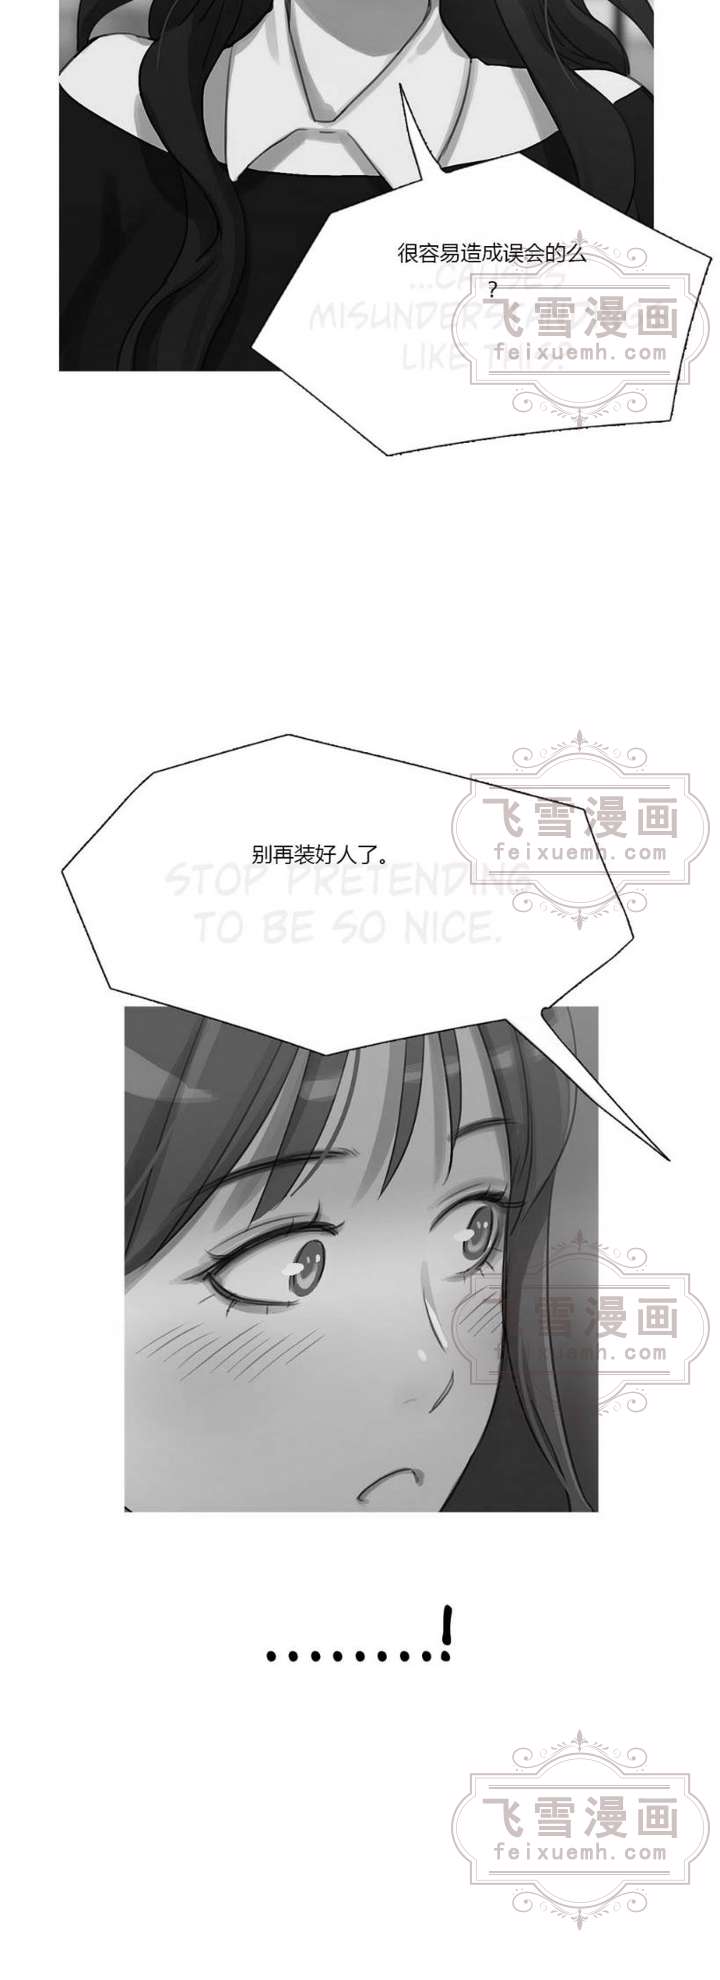 很容易造成误会的么
?
...CAUSES
MISUNDERSTANDING
LIKE THIS.
飞雪漫画
feixuemh.com
飞雪漫画
feixuemh.com
别再装好人了。
STOP PRETENDING
TO BE SO NICE.
飞雪漫画
feixuemh.com
.........!
飞雪漫画
feixuemh.com